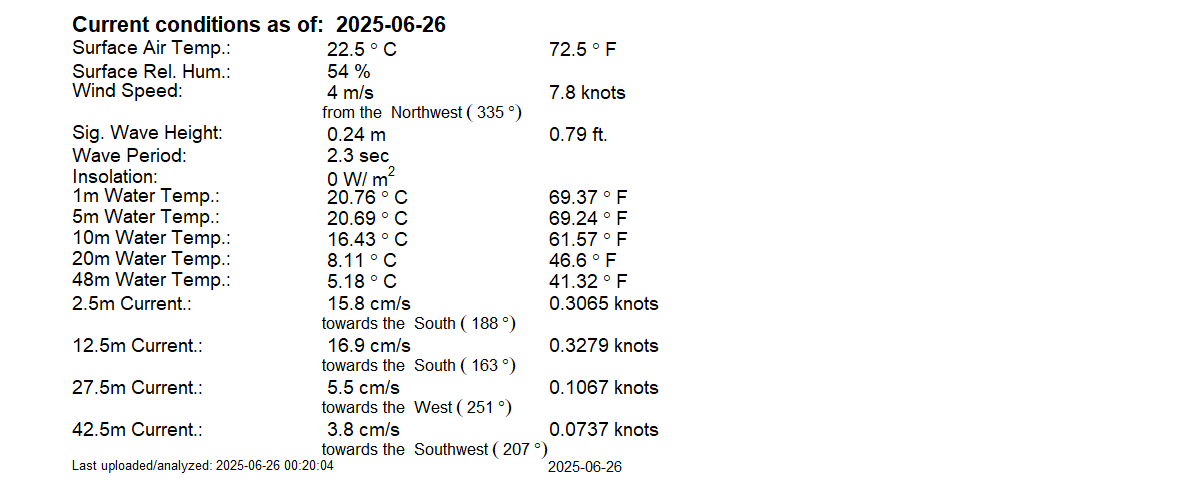 Current conditions as of: 2025-06-26
Surface Air Temp.: 22.5 ° C 72.5 ° F
Surface Rel. Hum.: 54 %
Wind Speed: 4 m/s 7.8 knots
from the Northwest ( 335 °)
Sig. Wave Height: 0.24 m 0.79 ft.
Wave Period: 2.3 sec
Insolation: 0 W/ m²
1m Water Temp.: 20.76 ° C 69.37 ° F
5m Water Temp.: 20.69 ° C 69.24 ° F
10m Water Temp.: 16.43 ° C 61.57 ° F
20m Water Temp.: 8.11 ° C 46.6 ° F
48m Water Temp.: 5.18 ° C 41.32 ° F
2.5m Current.: 15.8 cm/s 0.3065 knots
towards the South ( 188 °)
12.5m Current.: 16.9 cm/s 0.3279 knots
towards the South ( 163 °)
27.5m Current.: 5.5 cm/s 0.1067 knots
towards the West ( 251 °)
42.5m Current.: 3.8 cm/s 0.0737 knots
towards the Southwest ( 207 °)
Last uploaded/analyzed: 2025-06-26 00:20:04 2025-06-26